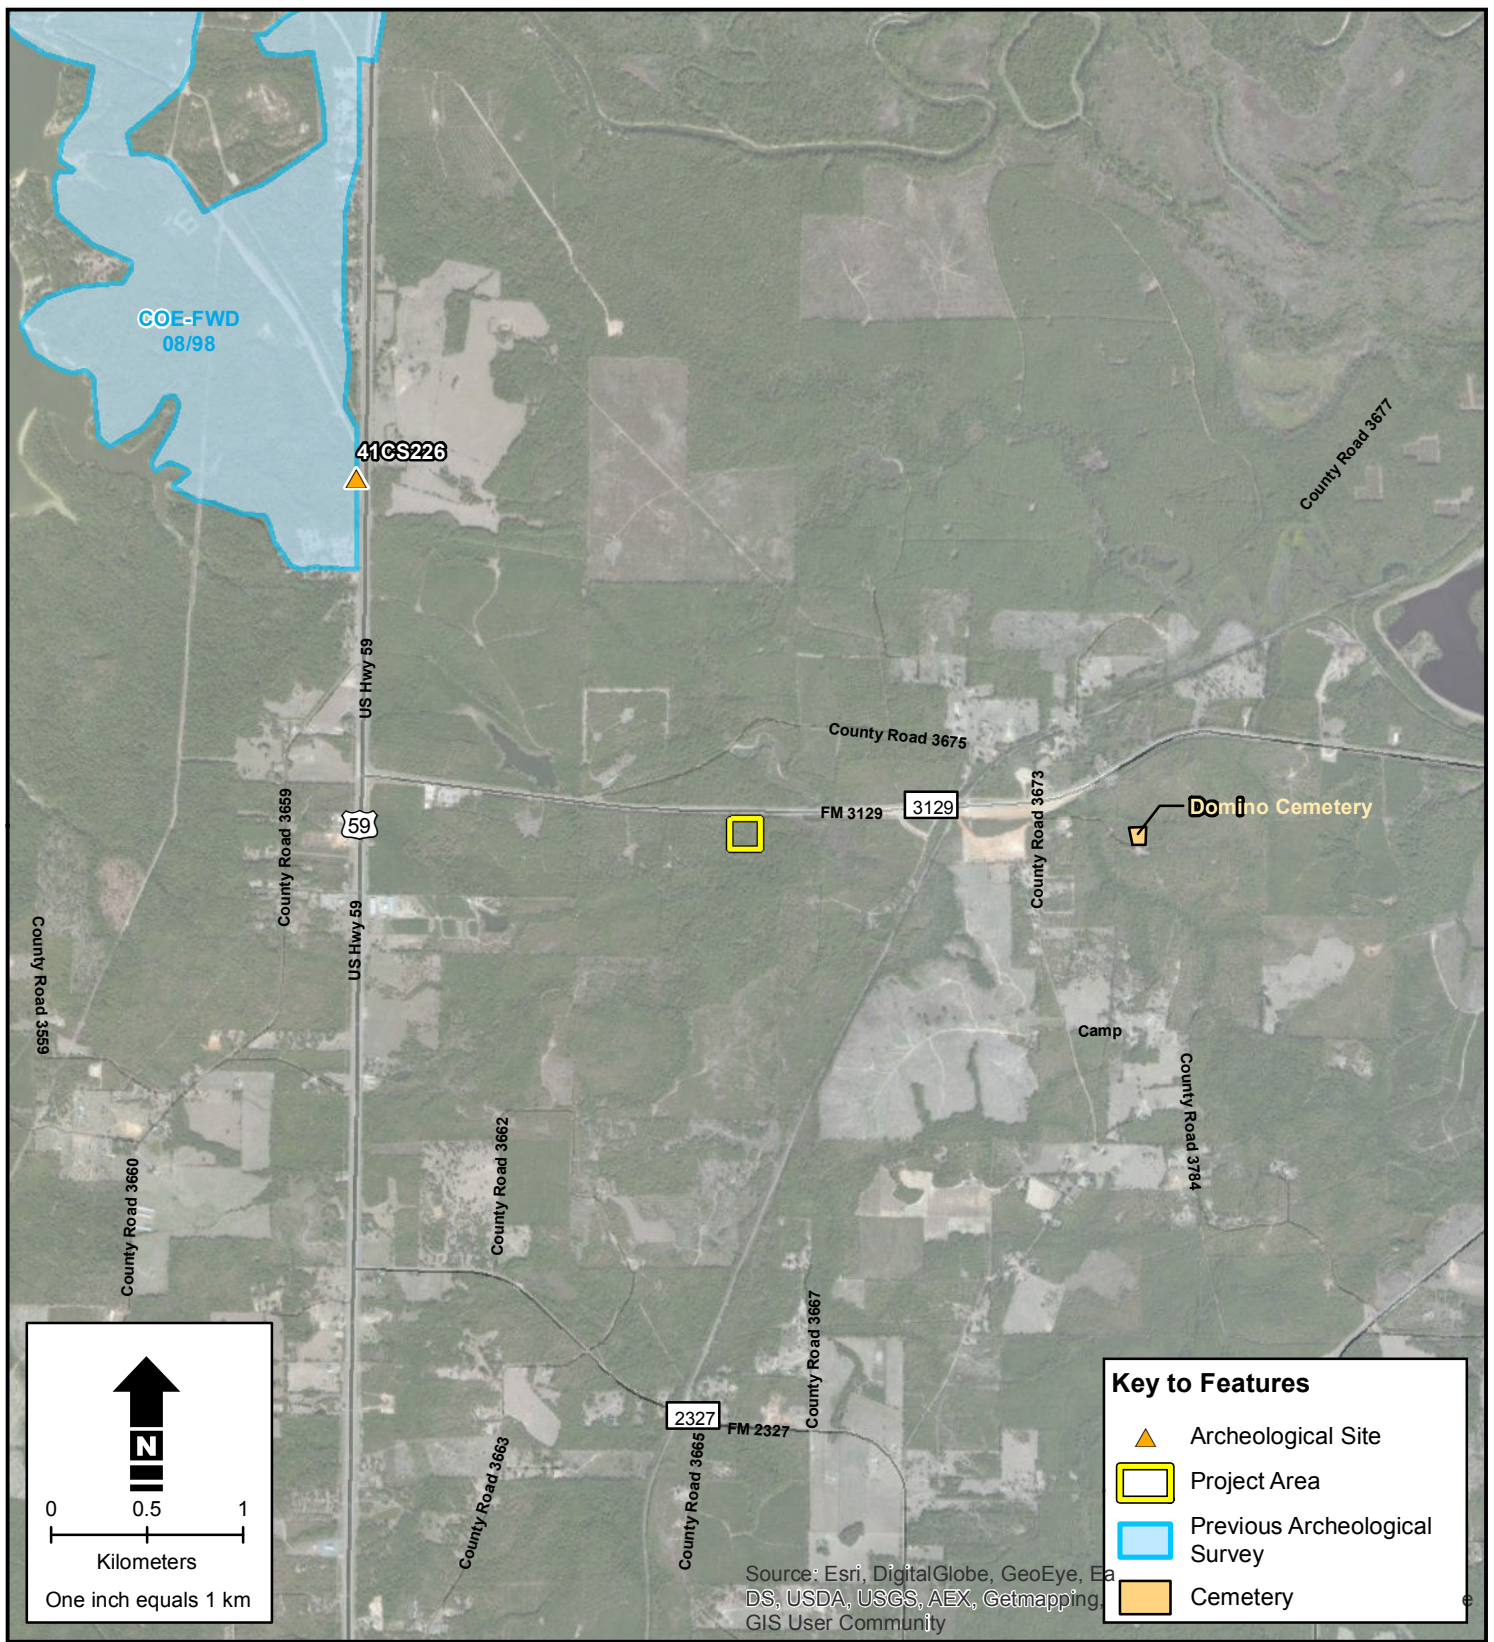 COE-FWD
08/98
41CS226
County Road 3677
US Hwy 59
County Road 3675
County Road 3673
3129
FM 3129
Domino Cemetery
59
County Road 3659
US Hwy 59
County Road 3559
Camp
County Road 3784
County Road 3662
County Road 3660
County Road 3667
2327
FM 2327
County Road 3663
County Road 3665
N
0 0.5 1
Kilometers
One inch equals 1 km
Key to Features
Archeological Site
Project Area
Previous Archeological
Survey
Cemetery
Source: Esri, DigitalGlobe, GeoEye, Ea
DS, USDA, USGS, AEX, Getmapping,
e
GIS User Community